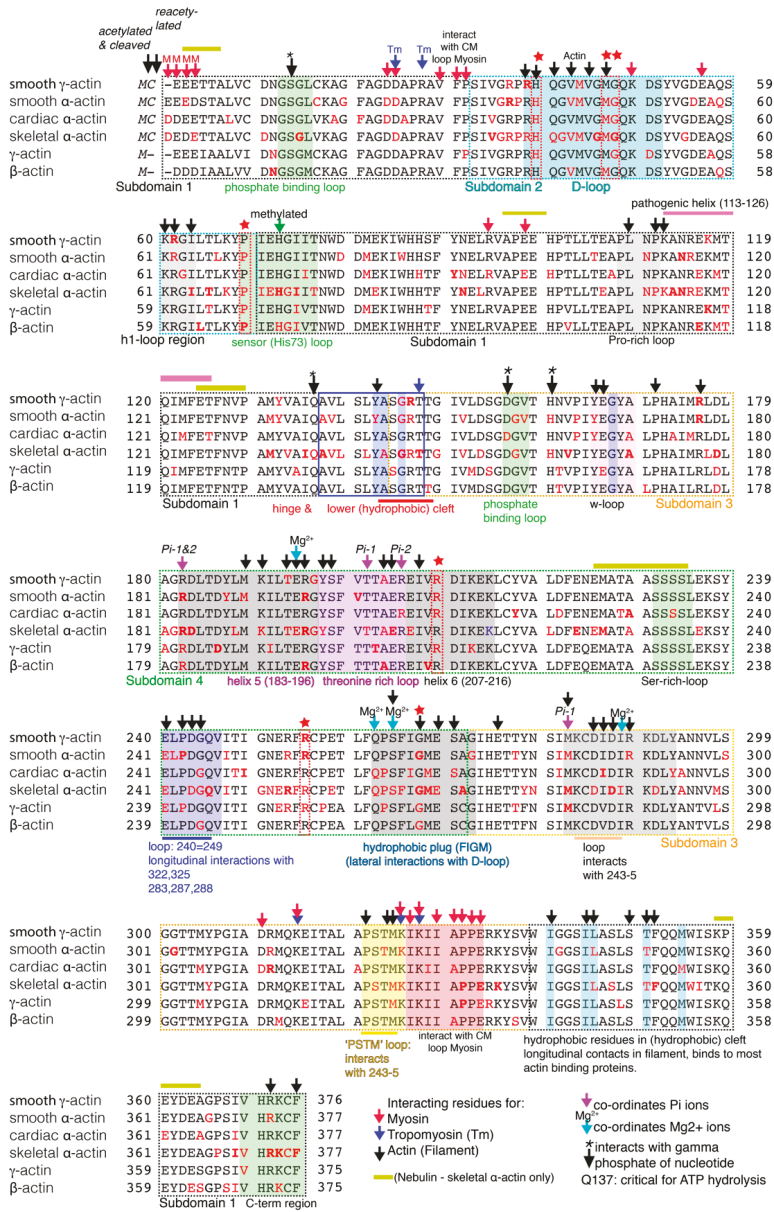 acetylated & cleaved
reacetylated
MM MM
*
Tm Tm
interact with CM loop Myosin
Actin
smooth γ-actin MC –EEETTALVC DNGSGLCKAG FAGDDAPRAV FPSIVGRPRH QGVMVGMGQK DSYVGDEAQS 59
smooth α-actin MC EEEDSTALVC DNGSGLCKAG FAGDDAPRAV FPSIVGRPRH QGVMVGMGQK DSYVGDEAQS 60
cardiac α-actin MC DDEETTALVC DNGSGLVKAG FAGDDAPRAV FPSIVGRPRH QGVMVGMGQK DSYVGDEAQS 60
skeletal α-actin MC DEDETTALVC DNGSGLVKAG FAGDDAPRAV FPSIVGRPRH QGVMVGMGQK DSYVGDEAQS 60
γ-actin M– –EEEIAALVI DNGSGMCKAG FAGDDAPRAV FPSIVGRPRH QGVMVGMGQK DSYVGDEAQS 58
β-actin M– –DDDIAALVV DNGSGMCKAG FAGDDAPRAV FPSIVGRPRH QGVMVGMGQK DSYVGDEAQS 58
Subdomain 1 phosphate binding loop Subdomain 2 D-loop
methylated pathogenic helix (113-126)
smooth γ-actin 60 KRGILTLKYP IEHGIITNWD DMEKIWHHSF YNELRVAPEE HPTLLTEAPL NPKANREKMT 119
smooth α-actin 61 KRGILTLKYP IEHGIITNWD DMEKIWHHSF YNELRVAPEE HPTLLTEAPL NPKANREKMT 120
cardiac α-actin 61 KRGILTLKYP IEHGIITNWD DMEKIWHHTF YNELRVAPEE HPTLLTEAPL NPKANREKMT 120
skeletal α-actin 61 KRGILTLKYP IEHGIITNWD DMEKIWHHTF YNELRVAPEE HPTLLTEAPL NPKANREKMT 120
γ-actin 59 KRGILTLKYP IEHGIVTNWD DMEKIWHHTF YNELRVAPEE HPVLLTEAPL NPKANREKMT 118
β-actin 59 KRGILTLKYP IEHGIVTNWD DMEKIWHHTF YNELRVAPEE HPVLLTEAPL NPKANREKMT 118
h1-loop region sensor (His73) loop Subdomain 1 Pro-rich loop
* * *
smooth γ-actin 120 QIMFETFNVP AMYVAIQAVL SLYASGRTTG IVLDSGDGVT HNVPIYEGYA LPHAIMRLDL 179
smooth α-actin 121 QIMFETFNVP AMYVAIQAVL SLYASGRTTG IVLDSGDGVT HNVPIYEGYA LPHAIMRLDL 180
cardiac α-actin 121 QIMFETFNVP AMYVAIQAVL SLYASGRTTG IVLDSGDGVT HNVPIYEGYA LPHAIMRLDL 180
skeletal α-actin 121 QIMFETFNVP AMYVAIQAVL SLYASGRTTG IVLDSGDGVT HNVPIYEGYA LPHAIMRLDL 180
γ-actin 119 QIMFETFNTP AMYVAIQAVL SLYASGRTTG IVMDSGDGVT HTVPIYEGYA LPHAILRLDL 178
β-actin 119 QIMFETFNTP AMYVAIQAVL SLYASGRTTG IVMDSGDGVT HTVPIYEGYA LPHAILRLDL 178
Subdomain 1 hinge & lower (hydrophobic) cleft phosphate binding loop w-loop Subdomain 3
Pi-1&2 Mg²⁺ Pi-1 Pi-2
smooth γ-actin 180 AGRDLTDYLM KILTERGYSF VTTAEREIVR DIKEKLCYVA LDFENEMATA ASSSSLEKSY 239
smooth α-actin 181 AGRDLTDYLM KILTERGYSF VTTAEREIVR DIKEKLCYVA LDFENEMATA ASSSSLEKSY 240
cardiac α-actin 181 AGRDLTDYLM KILTERGYSF VTTAEREIVR DIKEKLCYVA LDFENEMATA ASSSSLEKSY 240
skeletal α-actin 181 AGRDLTDYLM KILTERGYSF VTTAEREIVR DIKEKLCYVA LDFENEMATA ASSSSLEKSY 240
γ-actin 179 AGRDLTDYLM KILTERGYSF TTTAEREIVR DIKEKLCYVA LDFEQEMATA ASSSSLEKSY 238
β-actin 179 AGRDLTDYLM KILTERGYSF TTTAEREIVR DIKEKLCYVA LDFEQEMATA ASSSSLEKSY 238
Subdomain 4 helix 5 (183-196) threonine rich loop helix 6 (207-216) Ser-rich-loop
Mg²⁺ Mg²⁺ Pi-1 Mg²⁺
smooth γ-actin 240 ELPDGQVITI GNERFRCPET LFQPSFIGME SAGIHETTYN SIMKCDIDIR KDLYANNVLS 299
smooth α-actin 241 ELPDGQVITI GNERFRCPET LFQPSFIGME SAGIHETTYN SIMKCDIDIR KDLYANNVLS 300
cardiac α-actin 241 ELPDGQVITI GNERFRCPET LFQPSFIGME SAGIHETTYN SIMKCDIDIR KDLYANNVLS 300
skeletal α-actin 241 ELPDGQVITI GNERFRCPET LFQPSFIGME SAGIHETTYN SIMKCDIDIR KDLYANNVMS 300
γ-actin 239 ELPDGQVITI GNERFRCPEA LFQPSFLGME SCGIHETTFN SIMKCDVDIR KDLYANTVLS 298
β-actin 239 ELPDGQVITI GNERFRCPEA LFQPSFLGME SCGIHETTFN SIMKCDVDIR KDLYANTVLS 298
loop: 240=249
longitudinal interactions with
322,325
283,287,288
hydrophobic plug (FIGM)
(lateral interactions with D-loop)
loop interacts with 243-5
Subdomain 3
smooth γ-actin 300 GGTTMYPGIA DRMQKEITAL APSTMKIKII APPERKYSVW IGGSILASLS TFQQMWISKP 359
smooth α-actin 301 GGTTMYPGIA DRMQKEITAL APSTMKIKII APPERKYSVW IGGSILASLS TFQQMWISKQ 360
cardiac α-actin 301 GGTTMYPGIA DRMQKEITAL APSTMKIKII APPERKYSVW IGGSILASLS TFQQMWISKQ 360
skeletal α-actin 301 GGTTMYPGIA DRMQKEITAL APSTMKIKII APPERKYSVW IGGSILASLS TFQQMWITKQ 360
γ-actin 299 GGTTMYPGIA DRMQKEITAL APSTMKIKII APPERKYSVW IGGSILASLS TFQQMWISKQ 358
β-actin 299 GGTTMYPGIA DRMQKEITAL APSTMKIKII APPERKYSVW IGGSILASLS TFQQMWISKQ 358
'PSTM' loop:
interacts
with 243-5
interact with CM
loop Myosin
hydrophobic residues in (hydrophobic) cleft
longitudinal contacts in filament, binds to most
actin binding proteins.
smooth γ-actin 360 EYDEAGPSIV HRKCF 376
smooth α-actin 361 EYDEAGPSIV HRKCF 377
cardiac α-actin 361 EYDEAGPSIV HRKCF 377
skeletal α-actin 361 EYDEAGPSIV HRKCF 377
γ-actin 359 EYDESGPSIV HRKCF 375
β-actin 359 EYDESGPSIV HRKCF 375
Subdomain 1 C-term region
Interacting residues for:
Myosin
Tropomyosin (Tm)
Actin (Filament)
(Nebulin - skeletal α-actin only)
co-ordinates Pi ions
Mg²⁺
co-ordinates Mg2+ ions
* interacts with gamma
phosphate of nucleotide
Q137: critical for ATP hydrolysis